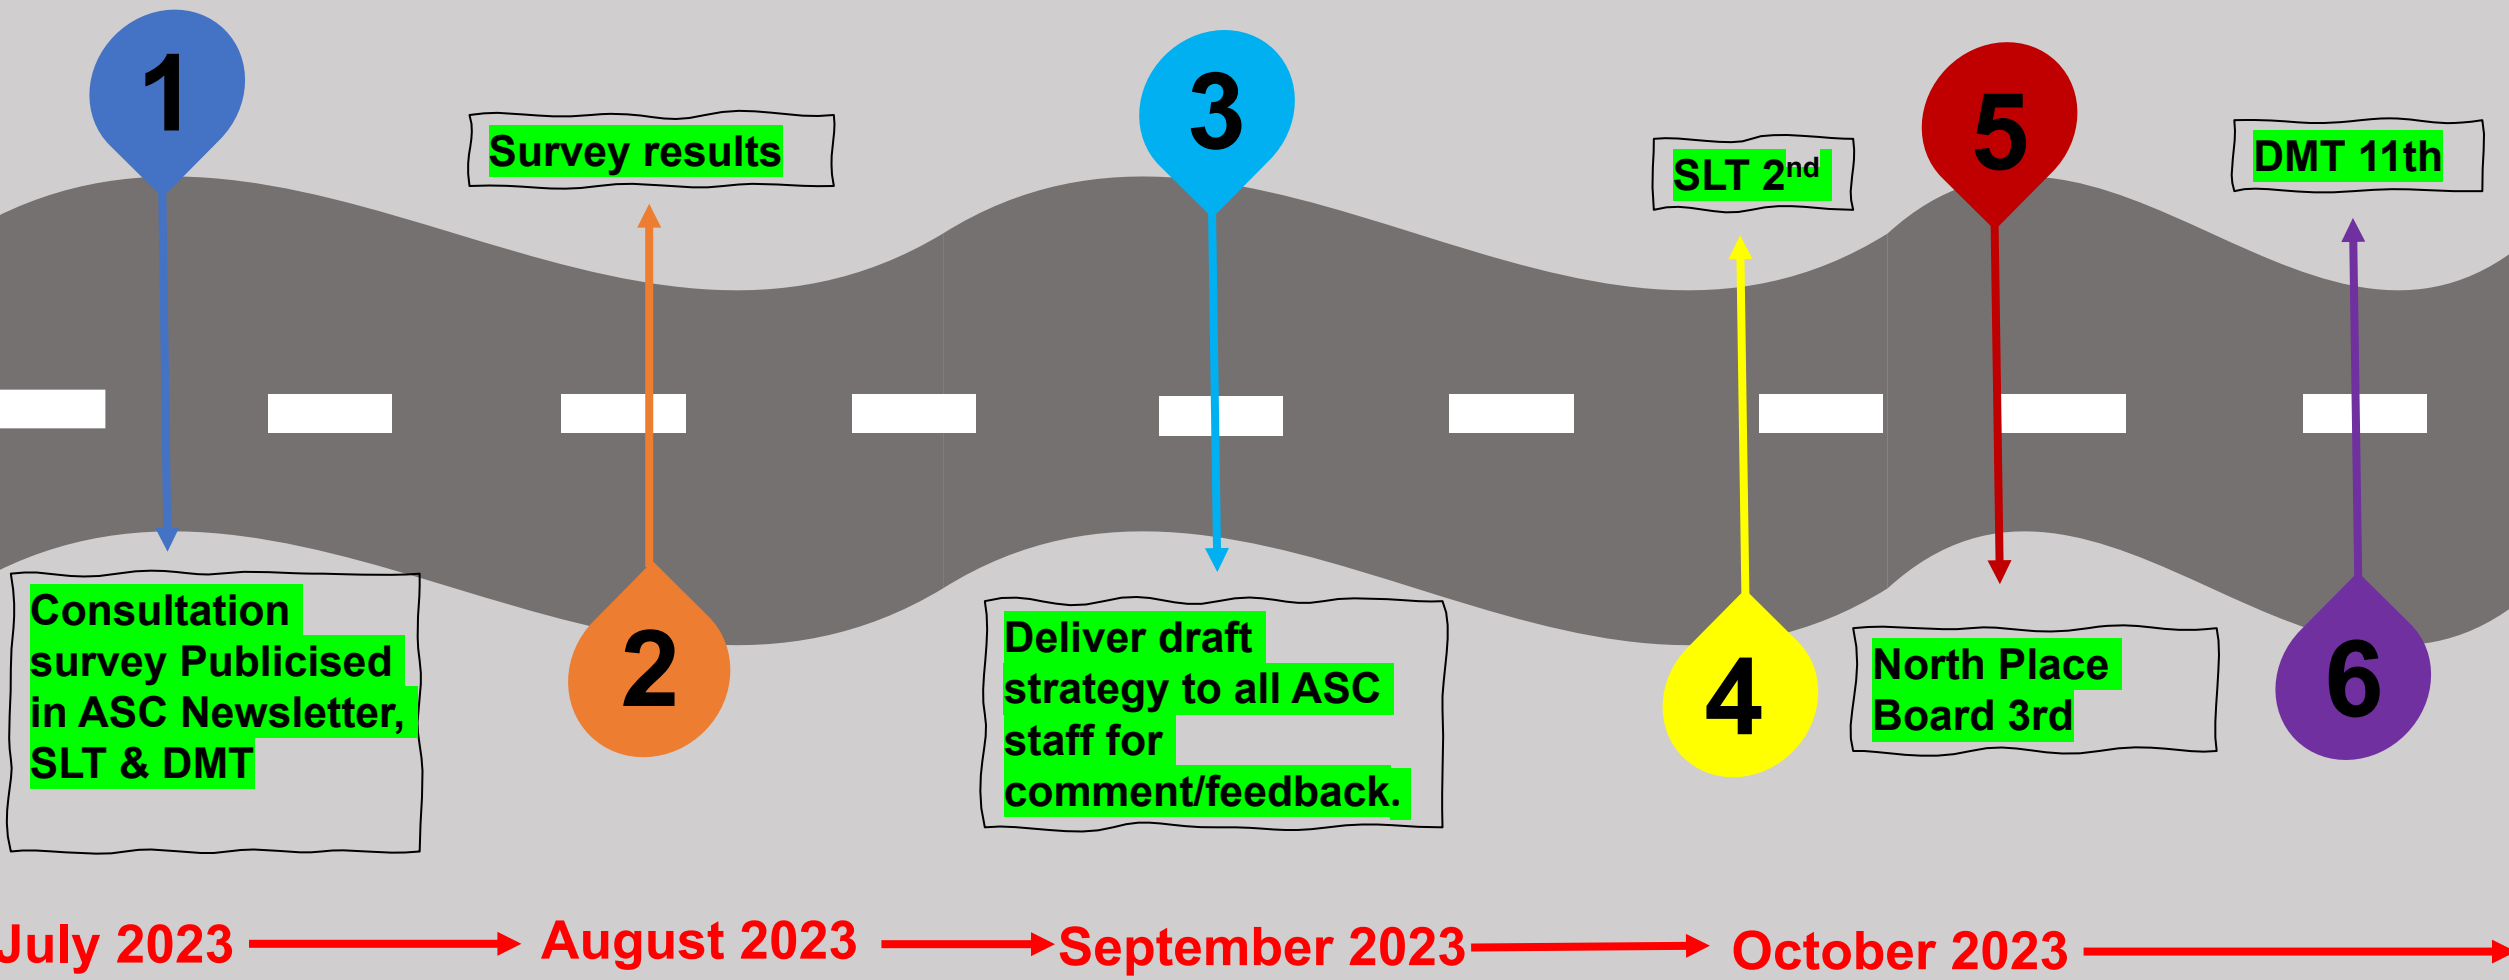 1
Consultation
survey Publicised
in ASC Newsletter,
SLT & DMT
Survey results
2
3
Deliver draft
strategy to all ASC
staff for
comment/feedback.
SLT 2nd
4
5
North Place
Board 3rd
DMT 11th
6
July 2023
August 2023
September 2023
October 2023